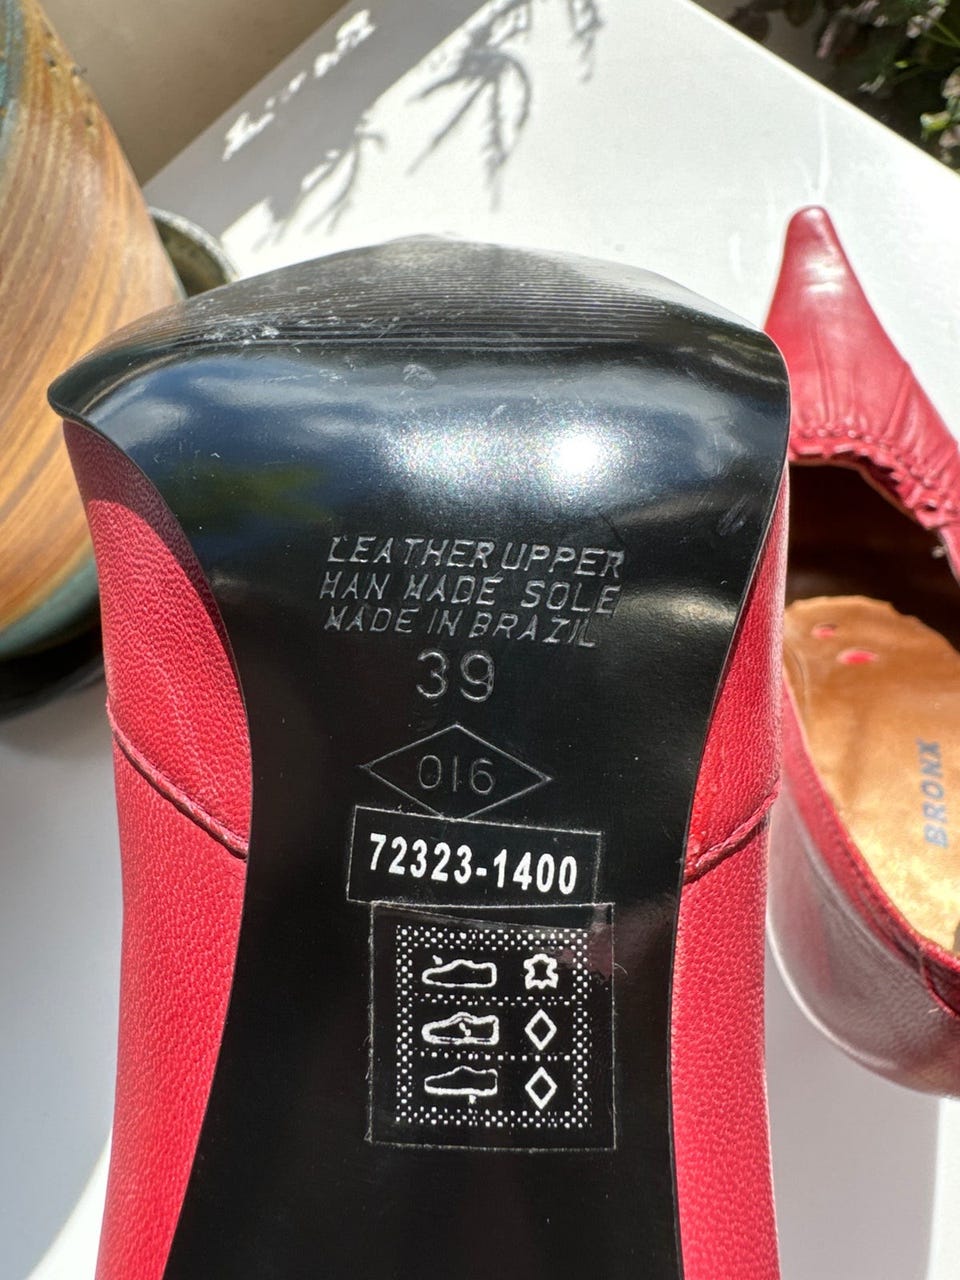 LEATHER UPPER
MAN MADE SOLE
MADE IN BRAZIL
39
016
72323-1400
BRONX